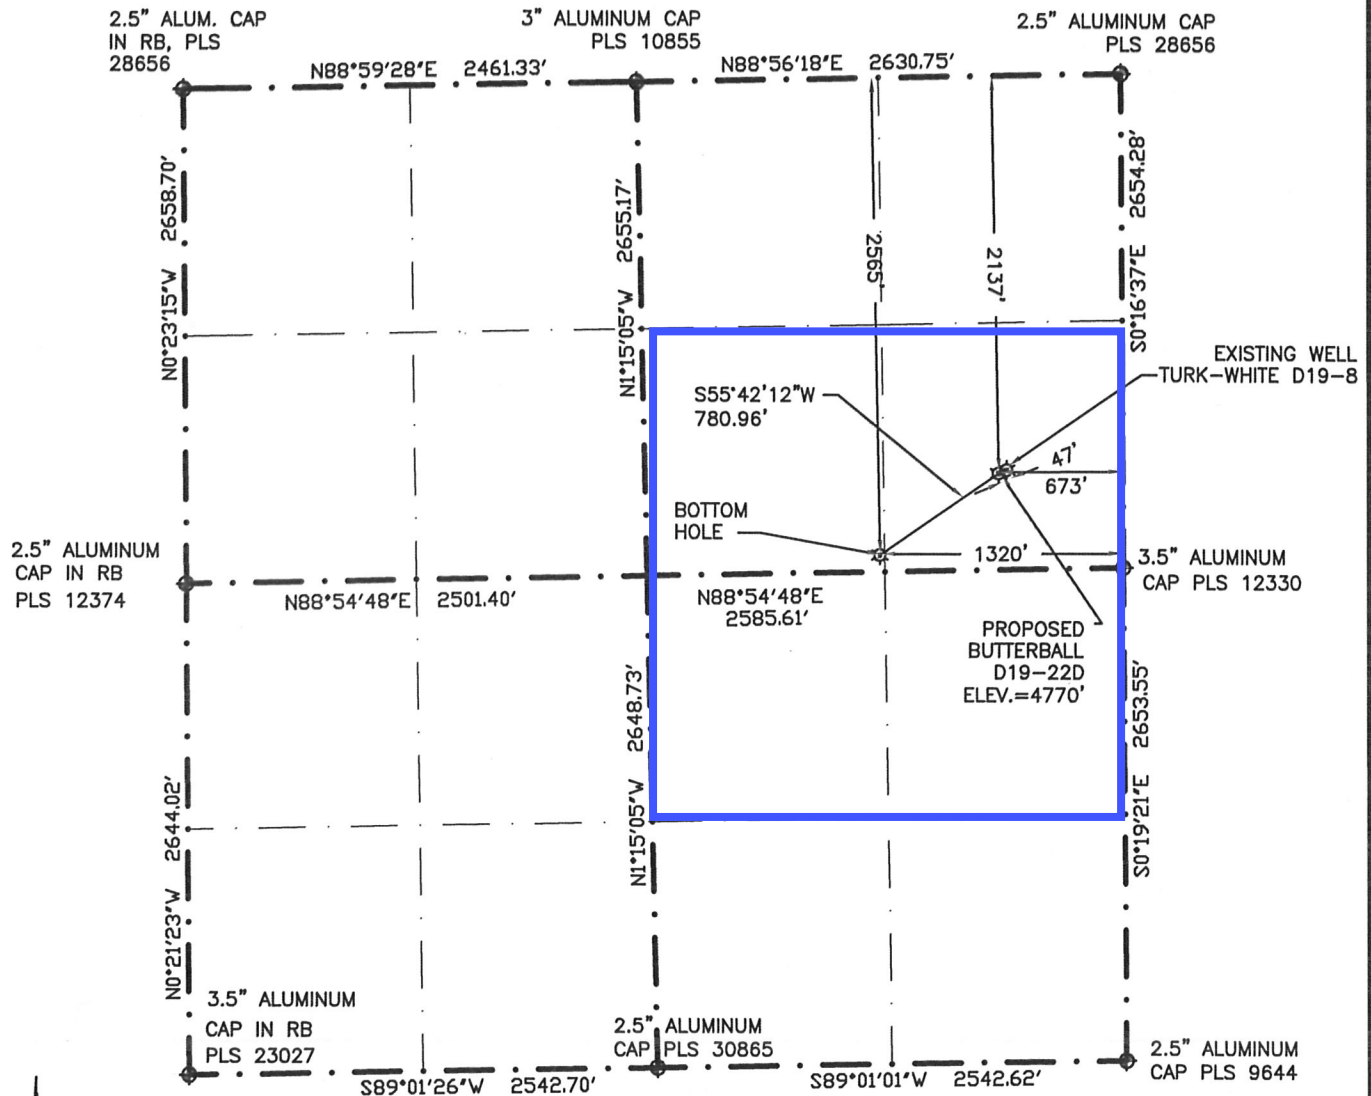 2.5" ALUM. CAP
IN RB, PLS
28656
3" ALUMINUM CAP
PLS 10855
2.5" ALUMINUM CAP
PLS 28656
N88°59'28"E 2461.33'
N88°56'18"E 2630.75'
N0°23'15"W 2658.70'
N1°15'05"W 2655.17'
2565'
2137'
S0°16'37"E 2654.28'
EXISTING WELL
TURK-WHITE D19-8
S55°42'12"W
780.96'
47'
673'
BOTTOM
HOLE
1320'
2.5" ALUMINUM
CAP IN RB
PLS 12374
3.5" ALUMINUM
CAP PLS 12330
N88°54'48"E 2501.40'
N88°54'48"E
2585.61'
PROPOSED
BUTTERBALL
D19-22D
ELEV.=4770'
N0°21'23"W 2644.02'
N1°15'05"W 2648.73'
S0°19'21"E 2653.55'
3.5" ALUMINUM
CAP IN RB
PLS 23027
2.5" ALUMINUM
CAP PLS 30865
2.5" ALUMINUM
CAP PLS 9644
S89°01'26"W 2542.70'
S89°01'01"W 2542.62'